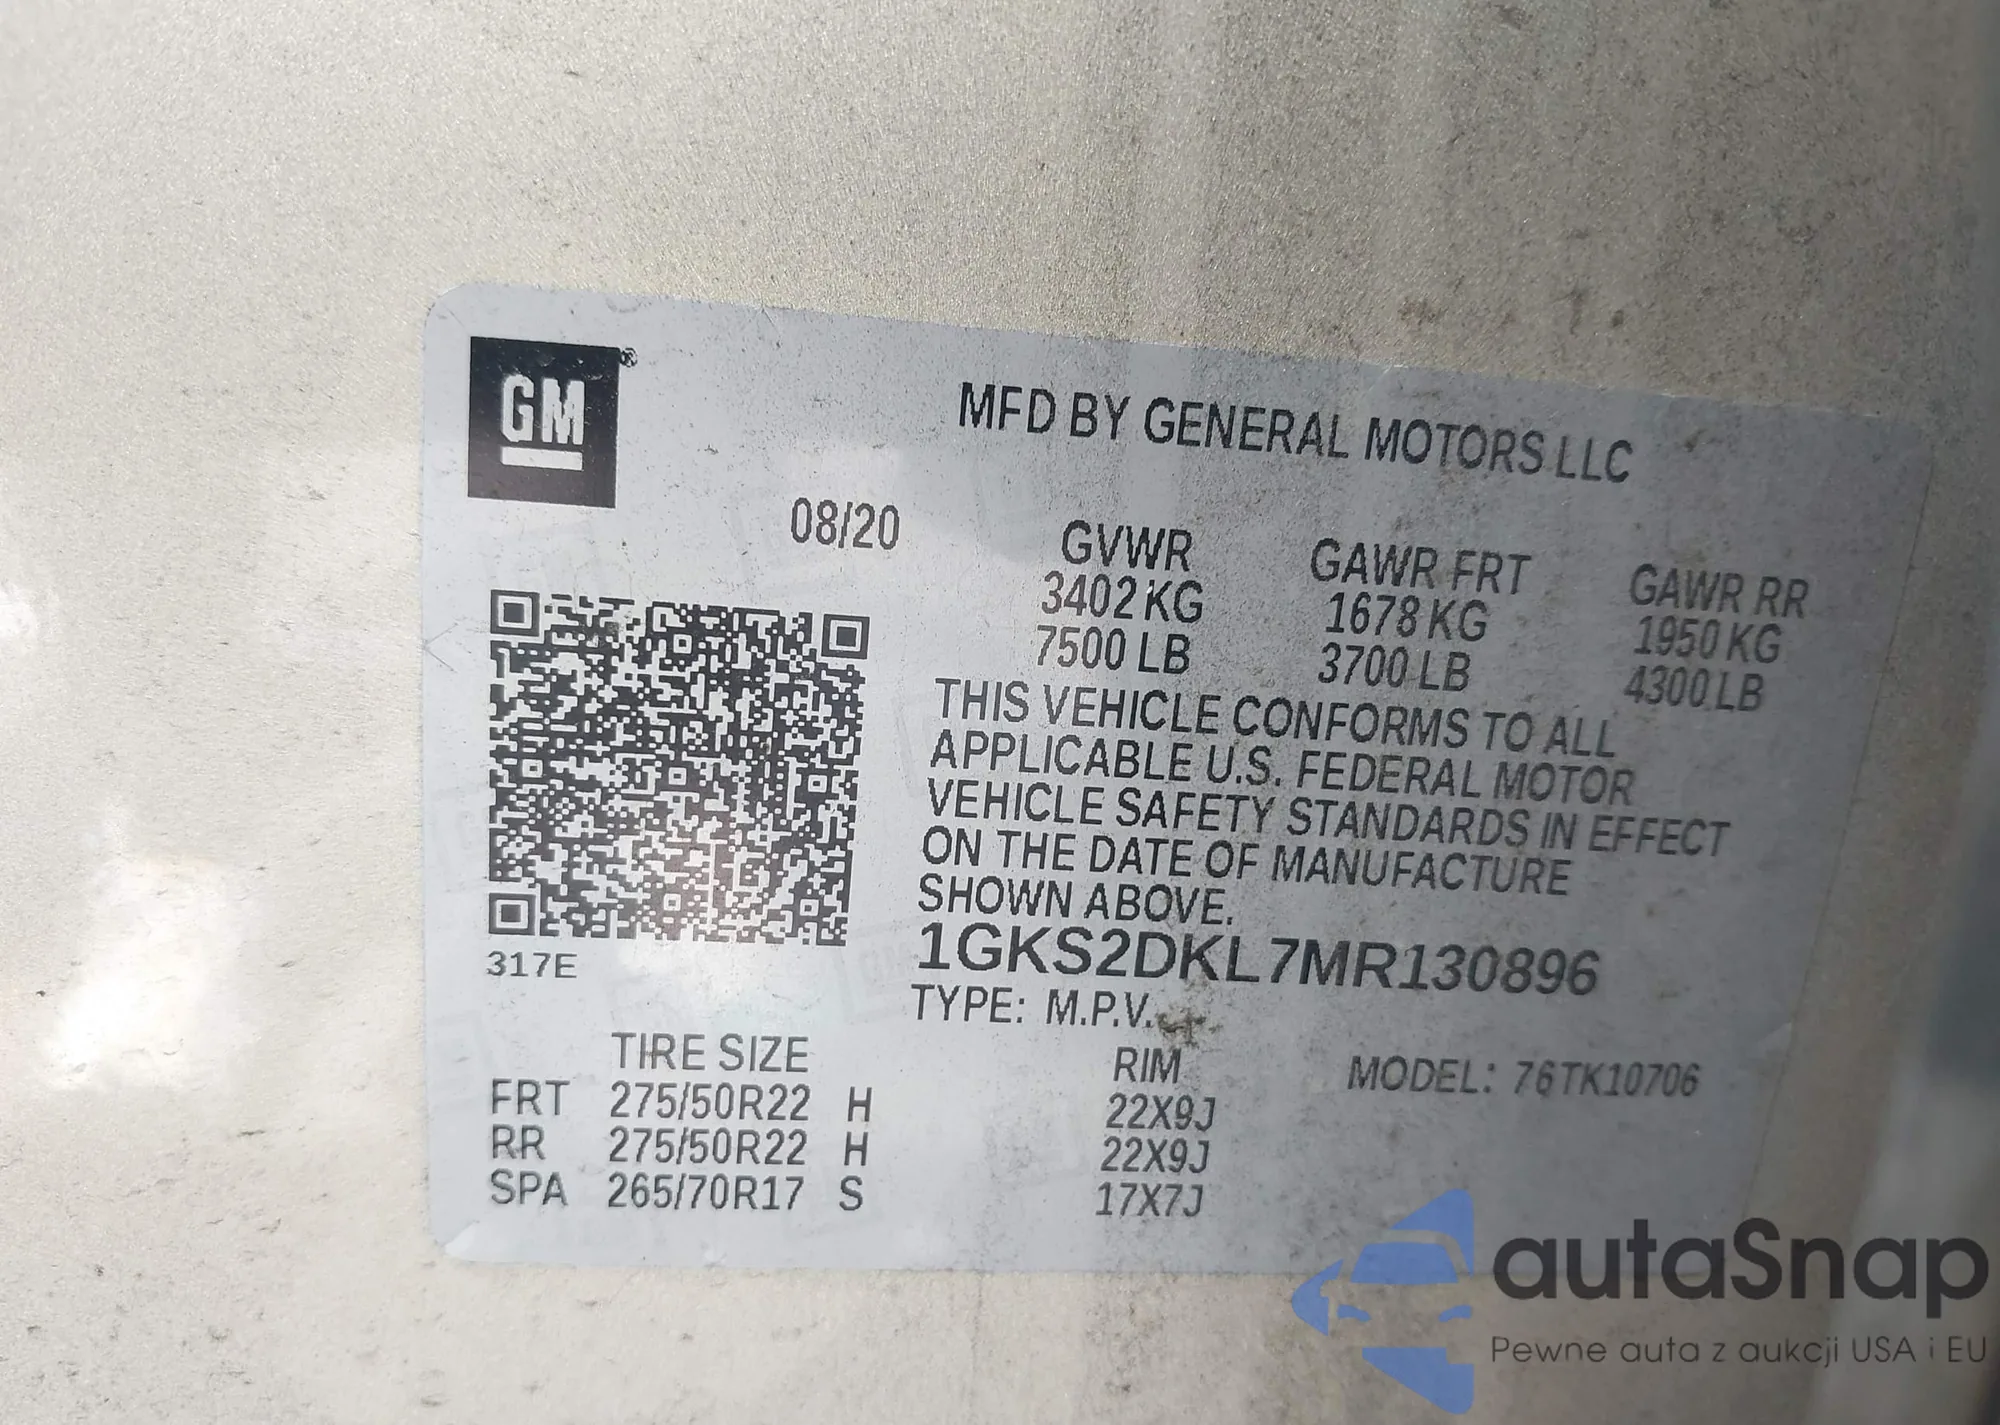 GM®
MFD BY GENERAL MOTORS LLC
08/20
GVWR GAWR FRT GAWR RR
3402 KG 1678 KG 1950 KG
7500 LB 3700 LB 4300 LB
THIS VEHICLE CONFORMS TO ALL
APPLICABLE U.S. FEDERAL MOTOR
VEHICLE SAFETY STANDARDS IN EFFECT
ON THE DATE OF MANUFACTURE
SHOWN ABOVE.
1GKS2DKL7MR130896
317E
TYPE: M.P.V.
TIRE SIZE RIM MODEL: 76TK10706
FRT 275/50R22 H 22X9J
RR 275/50R22 H 22X9J
SPA 265/70R17 S 17X7J
autaSnap
Pewne auta z aukcji USA i EU